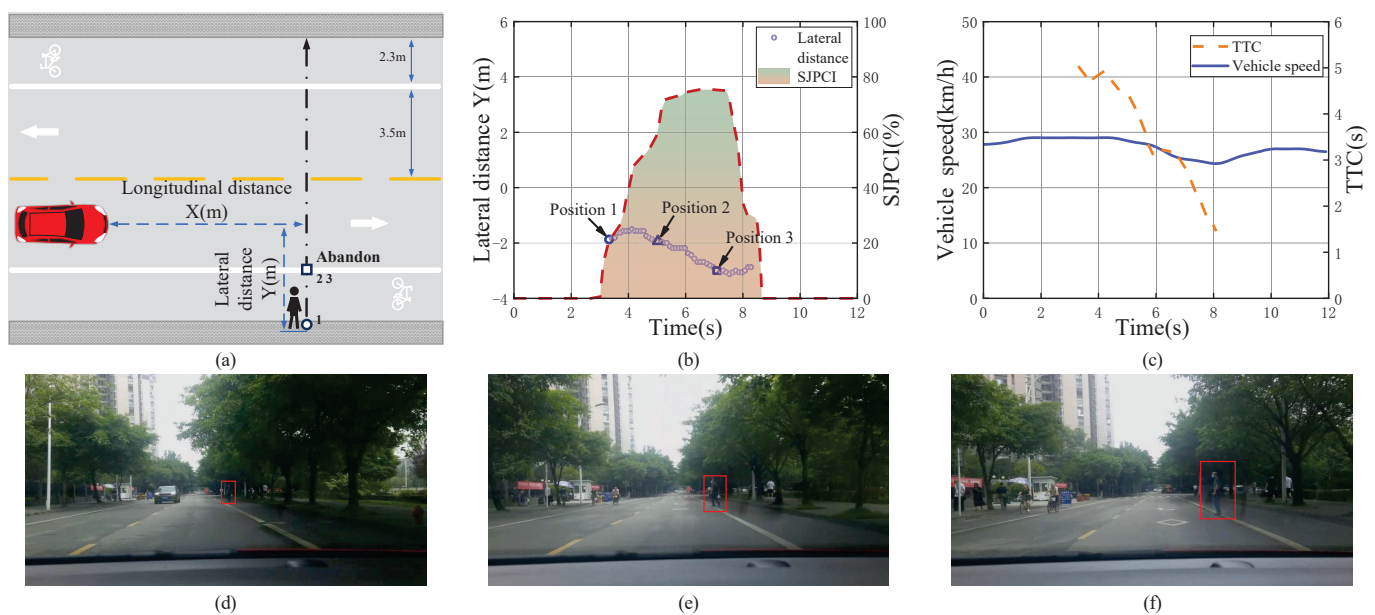 2.3m
3.5m
Longitudinal distance
X(m)
Lateral
distance
Y(m)
Abandon
2 3
1
(a)
Lateral distance Y(m)
6
4
2
0
−2
−4
0
2
4
6
8
10
12
Time(s)
100
80
60
40
20
0
SJPCI(%)
Lateral
distance
SJPCI
Position 1
Position 2
Position 3
(b)
Vehicle speed(km/h)
50
40
30
20
10
0
0
2
4
6
8
10
12
Time(s)
6
5
4
3
2
1
0
TTC(s)
TTC
Vehicle speed
(c)
(d)
(e)
(f)